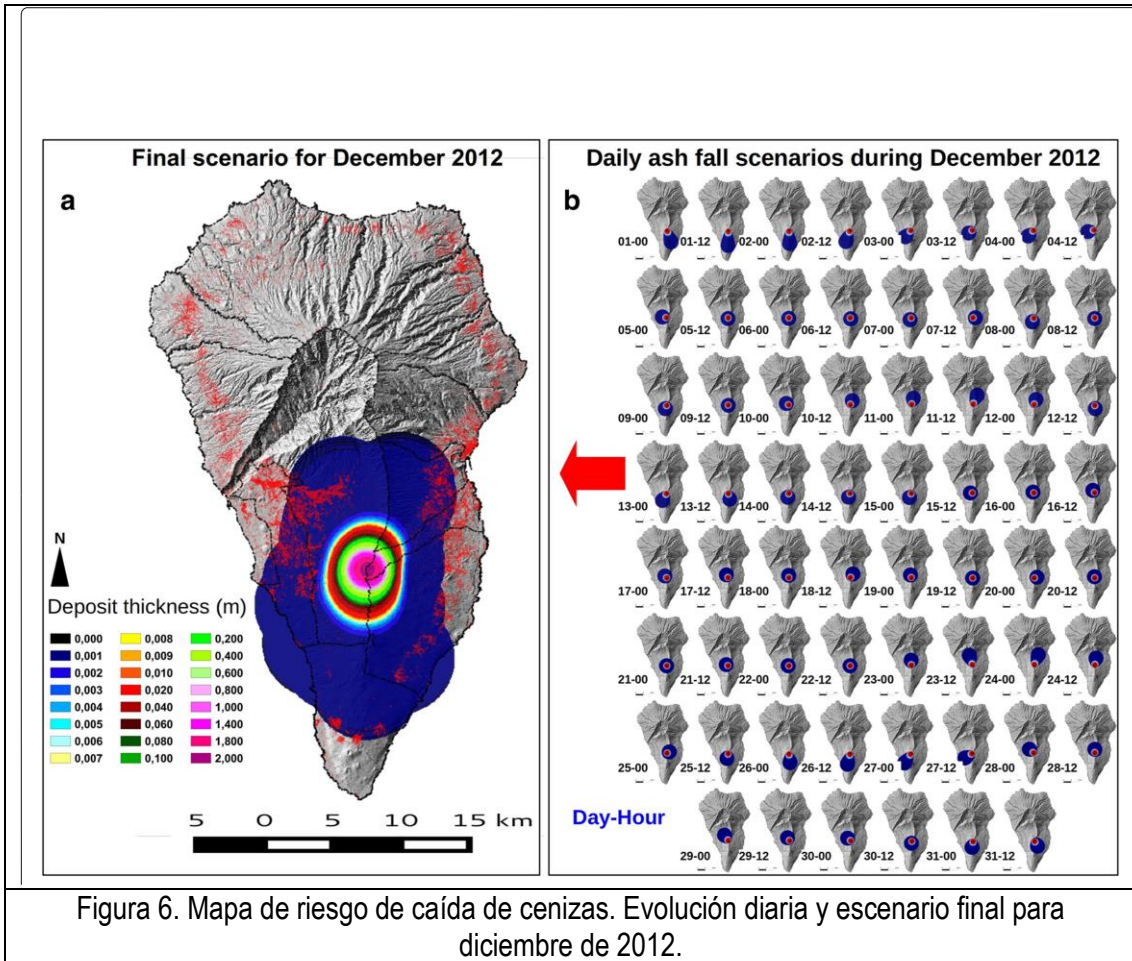 Final scenario for December 2012
a
N
Deposit thickness (m)
0,000 0,008 0,200
0,001 0,009 0,400
0,002 0,010 0,600
0,003 0,020 0,800
0,004 0,040 1,000
0,005 0,060 1,400
0,006 0,080 1,800
0,007 0,100 2,000
5 0 5 10 15 km
Daily ash fall scenarios during December 2012
b
01-00 01-12 02-00 02-12 03-00 03-12 04-00 04-12
05-00 05-12 06-00 06-12 07-00 07-12 08-00 08-12
09-00 09-12 10-00 10-12 11-00 11-12 12-00 12-12
13-00 13-12 14-00 14-12 15-00 15-12 16-00 16-12
17-00 17-12 18-00 18-12 19-00 19-12 20-00 20-12
21-00 21-12 22-00 22-12 23-00 23-12 24-00 24-12
25-00 25-12 26-00 26-12 27-00 27-12 28-00 28-12
Day-Hour
29-00 29-12 30-00 30-12 31-00 31-12
Figura 6. Mapa de riesgo de caída de cenizas. Evolución diaria y escenario final para
diciembre de 2012.